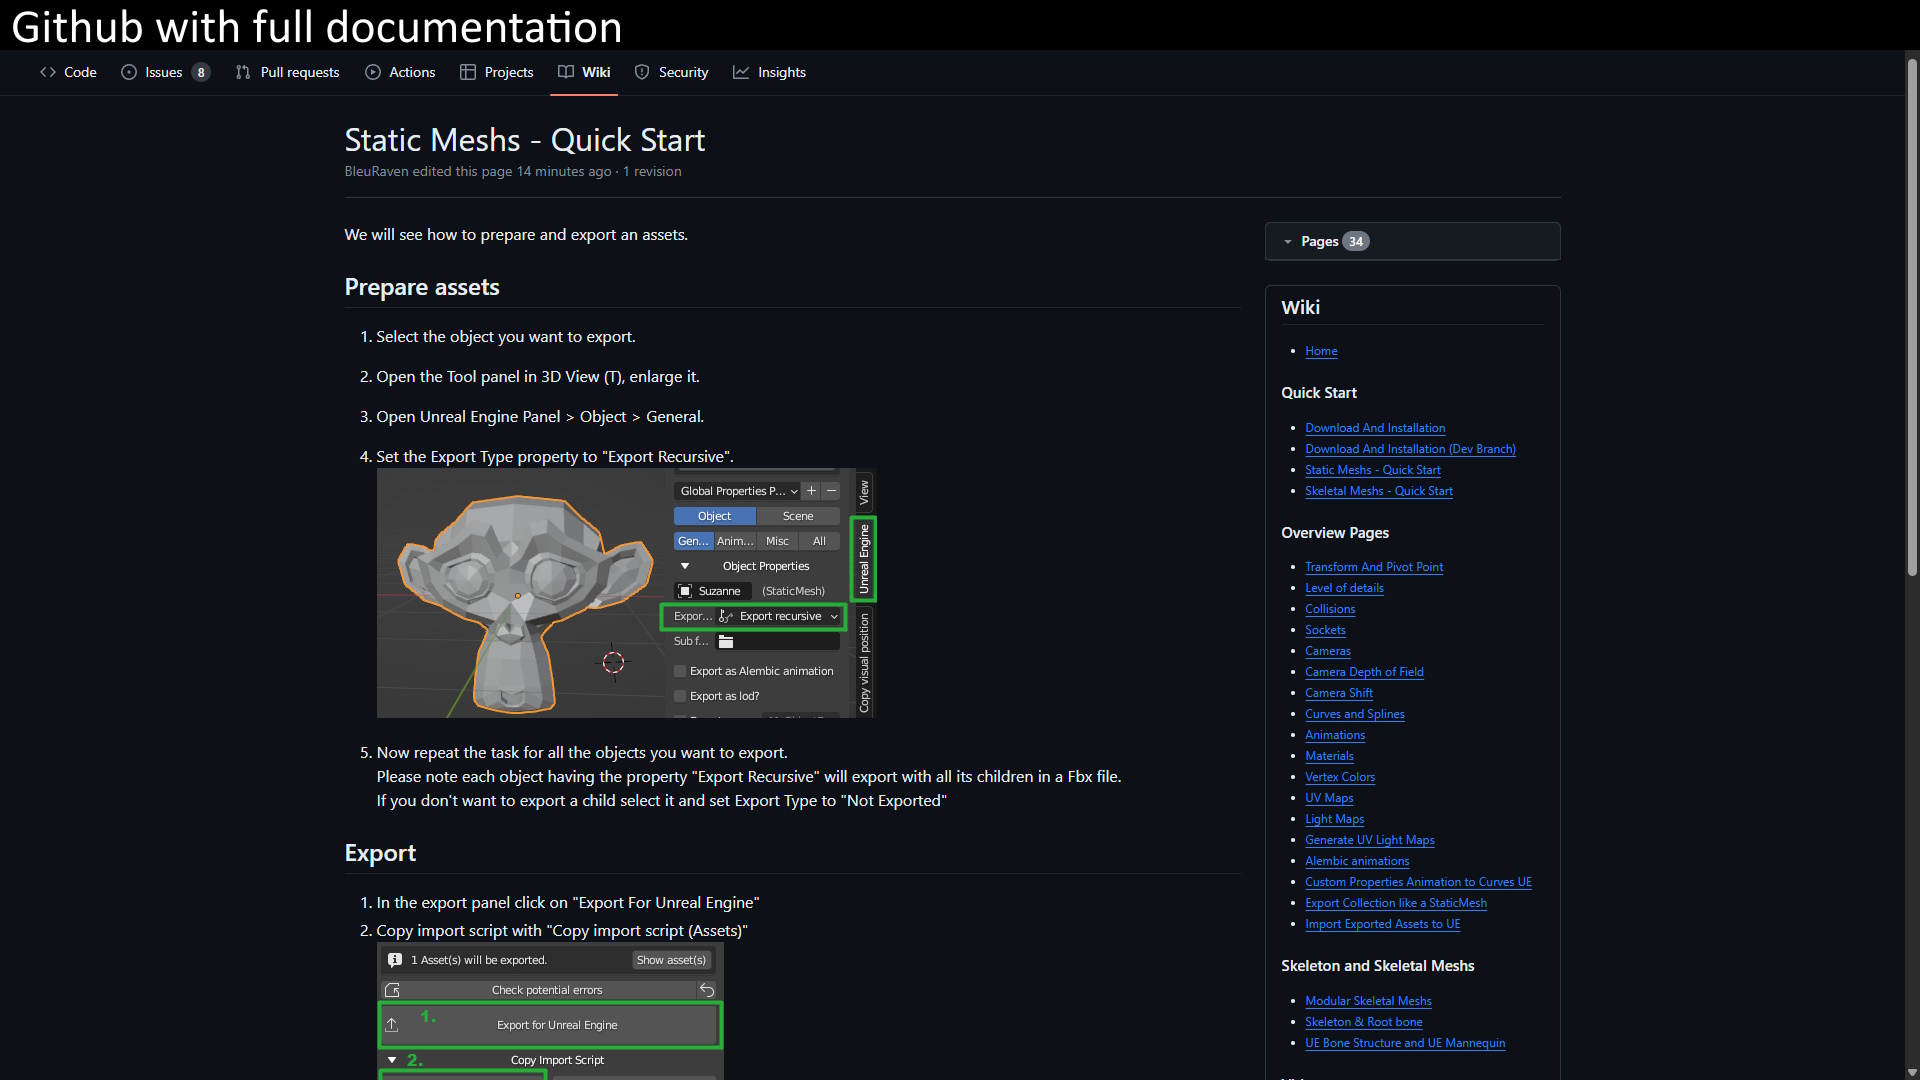 Github with full documentation
Code
Issues 8
Pull requests
Actions
Projects
Wiki
Security
Insights
Static Meshs - Quick Start
BleuRaven edited this page 14 minutes ago · 1 revision
We will see how to prepare and export an assets.
Prepare assets
1. Select the object you want to export.
2. Open the Tool panel in 3D View (T), enlarge it.
3. Open Unreal Engine Panel > Object > General.
4. Set the Export Type property to "Export Recursive".
Global Properties P...
Object Scene
Gen... Anim... Misc All
Object Properties
Suzanne (StaticMesh)
Expor... Export recursive
Sub f...
Export as Alembic animation
Export as lod?
View
Unreal Engine
Copy visual position
5. Now repeat the task for all the objects you want to export.
Please note each object having the property "Export Recursive" will export with all its children in a Fbx file.
If you don't want to export a child select it and set Export Type to "Not Exported"
Export
1. In the export panel click on "Export For Unreal Engine"
2. Copy import script with "Copy import script (Assets)"
1 Asset(s) will be exported. Show asset(s)
Check potential errors
1. Export for Unreal Engine
2. Copy Import Script
Pages 34
Wiki
Home
Quick Start
Download And Installation
Download And Installation (Dev Branch)
Static Meshs - Quick Start
Skeletal Meshs - Quick Start
Overview Pages
Transform And Pivot Point
Level of details
Collisions
Sockets
Cameras
Camera Depth of Field
Camera Shift
Curves and Splines
Animations
Materials
Vertex Colors
UV Maps
Light Maps
Generate UV Light Maps
Alembic animations
Custom Properties Animation to Curves UE
Export Collection like a StaticMesh
Import Exported Assets to UE
Skeleton and Skeletal Meshs
Modular Skeletal Meshs
Skeleton & Root bone
UE Bone Structure and UE Mannequin